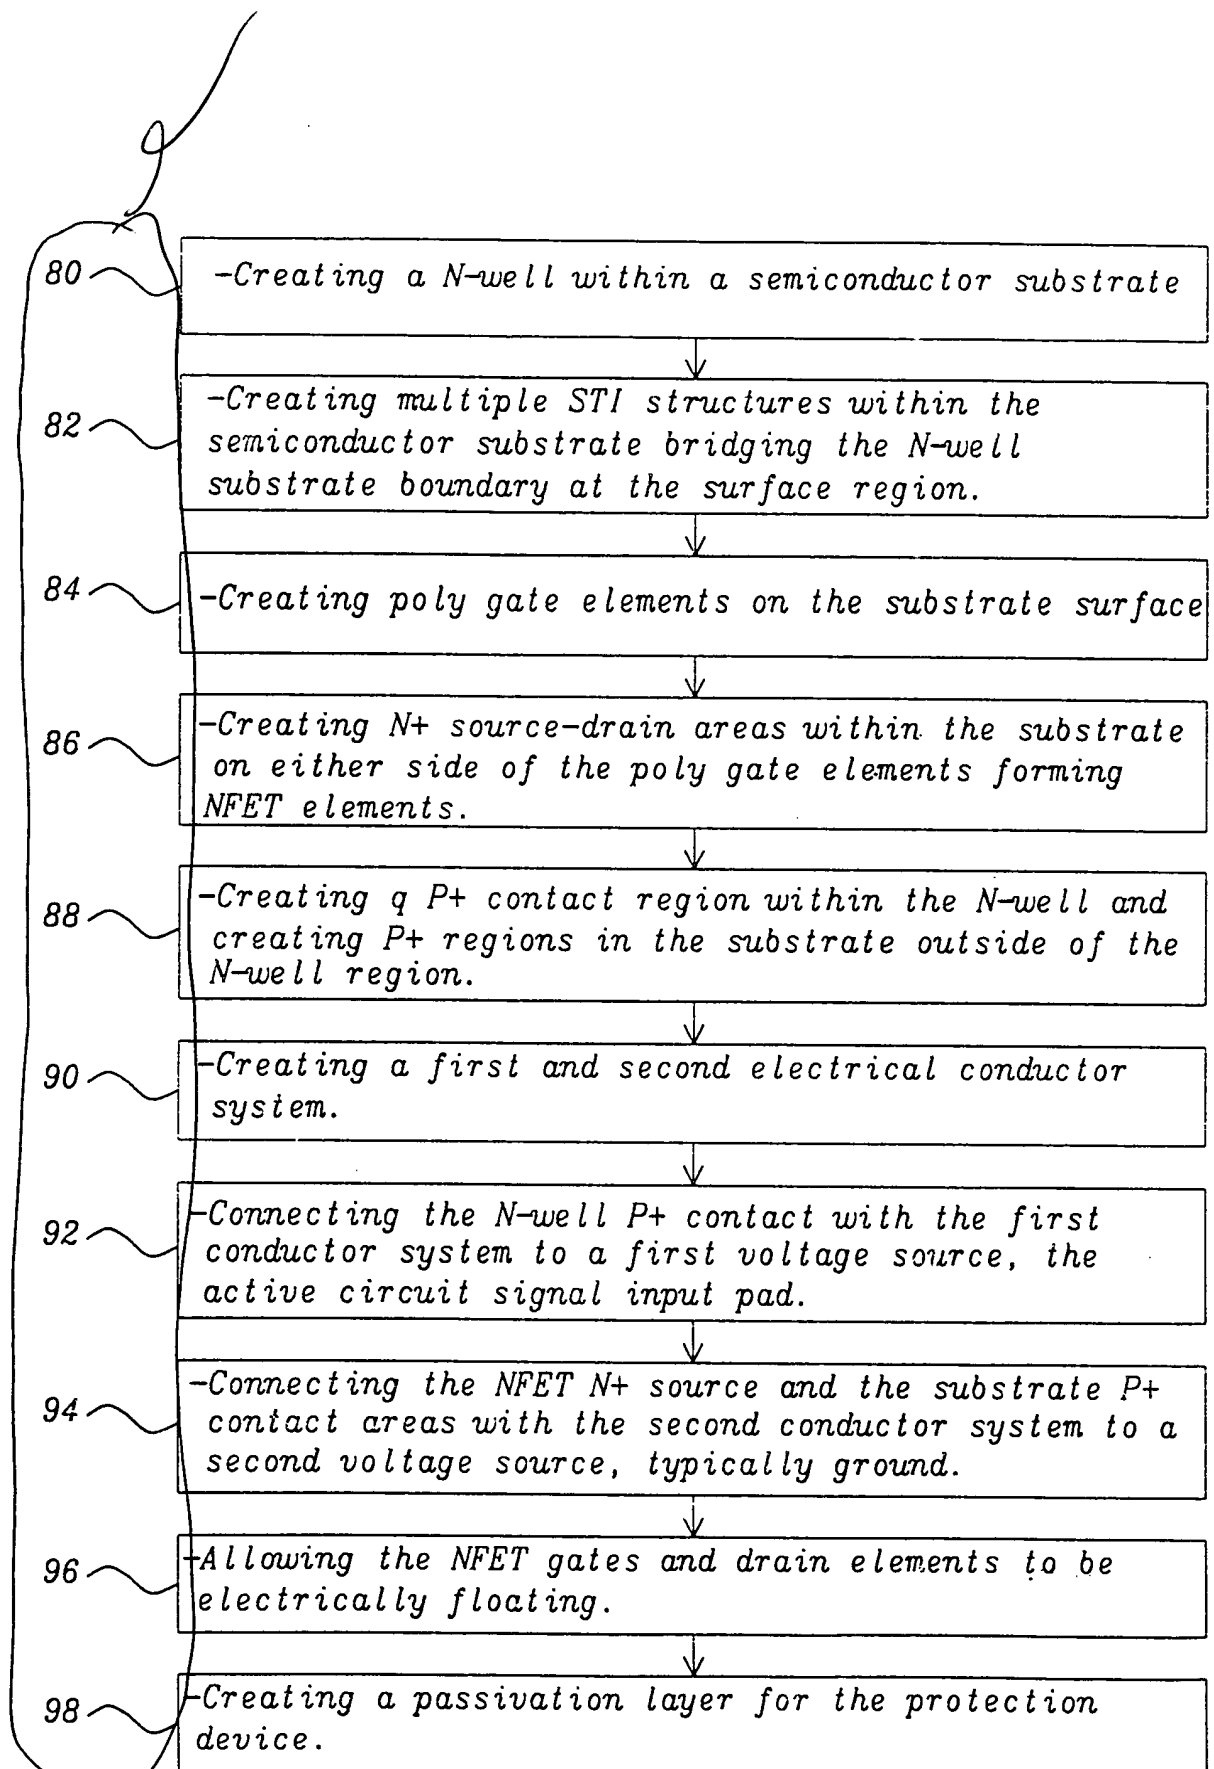 80
-Creating a N-well within a semiconductor substrate
82
-Creating multiple STI structures within the
semiconductor substrate bridging the N-well
substrate boundary at the surface region.
84
-Creating poly gate elements on the substrate surface
86
-Creating N+ source-drain areas within the substrate
on either side of the poly gate elements forming
NFET elements.
88
-Creating q P+ contact region within the N-well and
creating P+ regions in the substrate outside of the
N-well region.
90
-Creating a first and second electrical conductor
system.
92
-Connecting the N-well P+ contact with the first
conductor system to a first voltage source, the
active circuit signal input pad.
94
-Connecting the NFET N+ source and the substrate P+
contact areas with the second conductor system to a
second voltage source, typically ground.
96
-Allowing the NFET gates and drain elements to be
electrically floating.
98
-Creating a passivation layer for the protection
device.